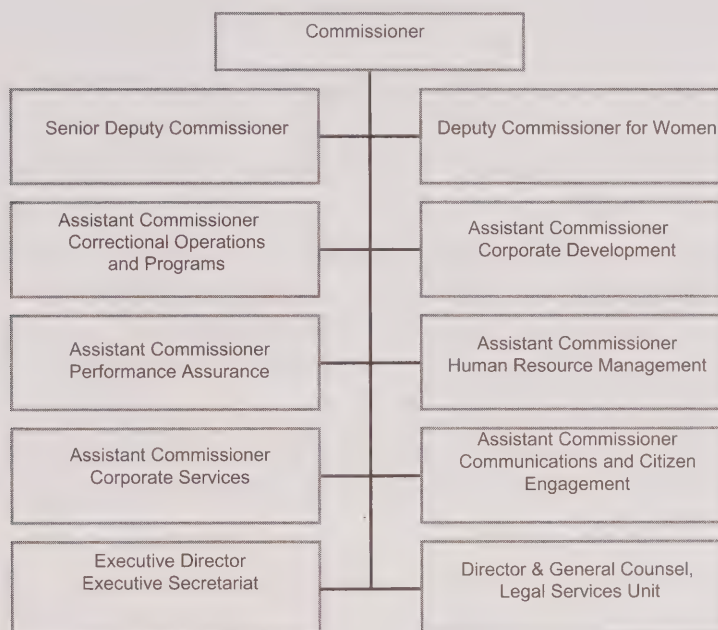 Commissioner
Senior Deputy Commissioner
Deputy Commissioner for Women
Assistant Commissioner
Correctional Operations
and Programs
Assistant Commissioner
Corporate Development
Assistant Commissioner
Performance Assurance
Assistant Commissioner
Human Resource Management
Assistant Commissioner
Corporate Services
Assistant Commissioner
Communications and Citizen
Engagement
Executive Director
Executive Secretariat
Director & General Counsel,
Legal Services Unit